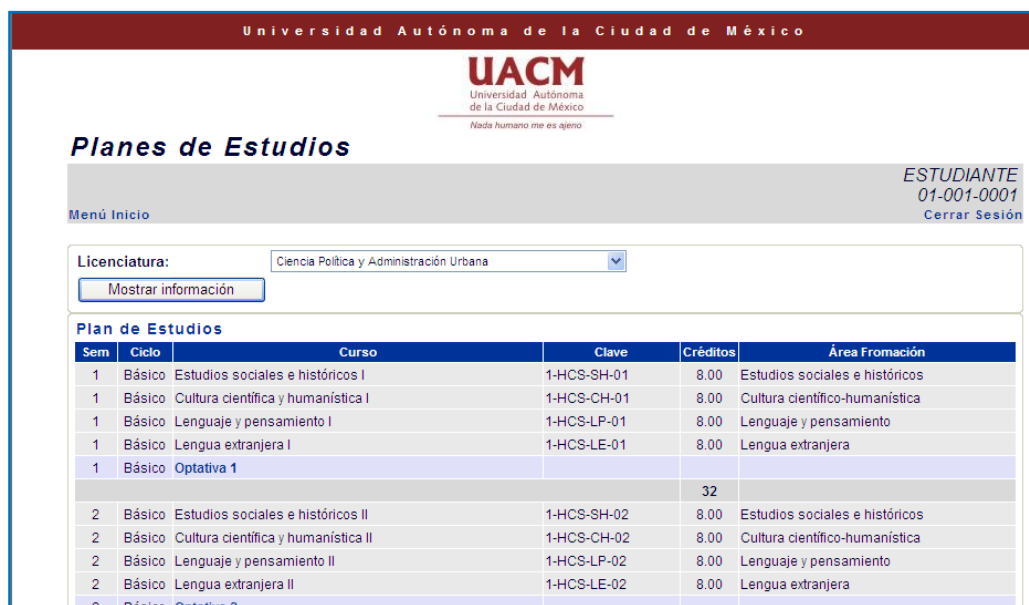 Universidad Autónoma de la Ciudad de México
UACM
Universidad Autónoma
de la Ciudad de México
Nada humano me es ajeno
Planes de Estudios
ESTUDIANTE
01-001-0001
Menú Inicio Cerrar Sesión
Licenciatura: Ciencia Política y Administración Urbana
Mostrar información
Plan de Estudios
Sem Ciclo Curso Clave Créditos Área Fromación
1 Básico Estudios sociales e históricos I 1-HCS-SH-01 8.00 Estudios sociales e históricos
1 Básico Cultura científica y humanística I 1-HCS-CH-01 8.00 Cultura científico-humanística
1 Básico Lenguaje y pensamiento I 1-HCS-LP-01 8.00 Lenguaje y pensamiento
1 Básico Lengua extranjera I 1-HCS-LE-01 8.00 Lengua extranjera
1 Básico Optativa 1
32
2 Básico Estudios sociales e históricos II 1-HCS-SH-02 8.00 Estudios sociales e históricos
2 Básico Cultura científica y humanística II 1-HCS-CH-02 8.00 Cultura científico-humanística
2 Básico Lenguaje y pensamiento II 1-HCS-LP-02 8.00 Lenguaje y pensamiento
2 Básico Lengua extranjera II 1-HCS-LE-02 8.00 Lengua extranjera